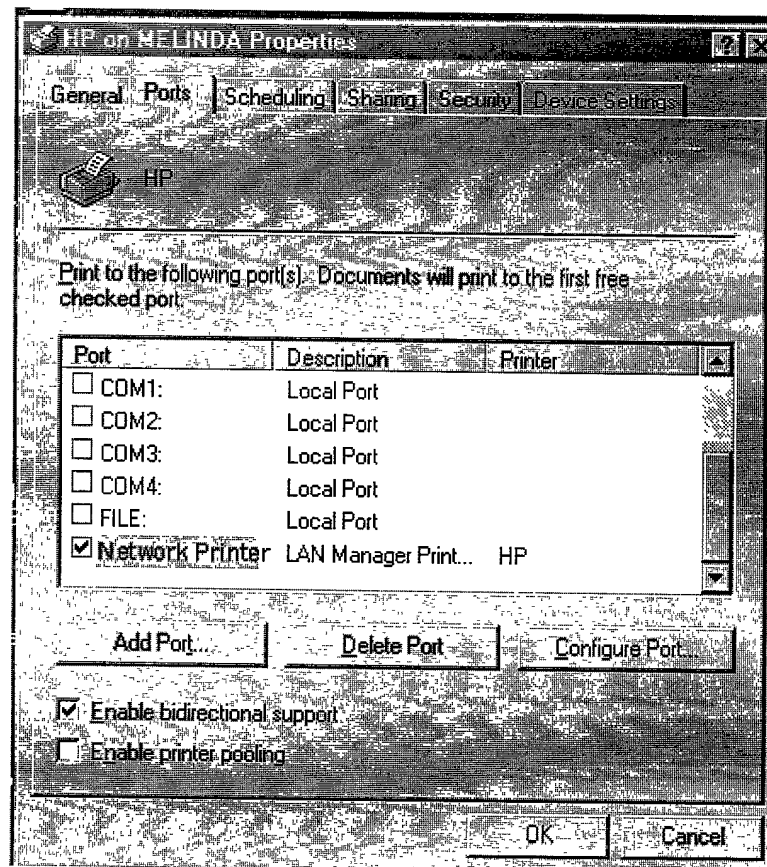 HP on MELINDA Properties
General Ports Scheduling Sharing Security Device Settings
HP
Print to the following port(s). Documents will print to the first free
checked port.
Port Description Printer
COM1: Local Port
COM2: Local Port
COM3: Local Port
COM4: Local Port
FILE: Local Port
Network Printer LAN Manager Print... HP
Add Port... Delete Port Configure Port...
Enable bidirectional support
Enable printer pooling
OK Cancel